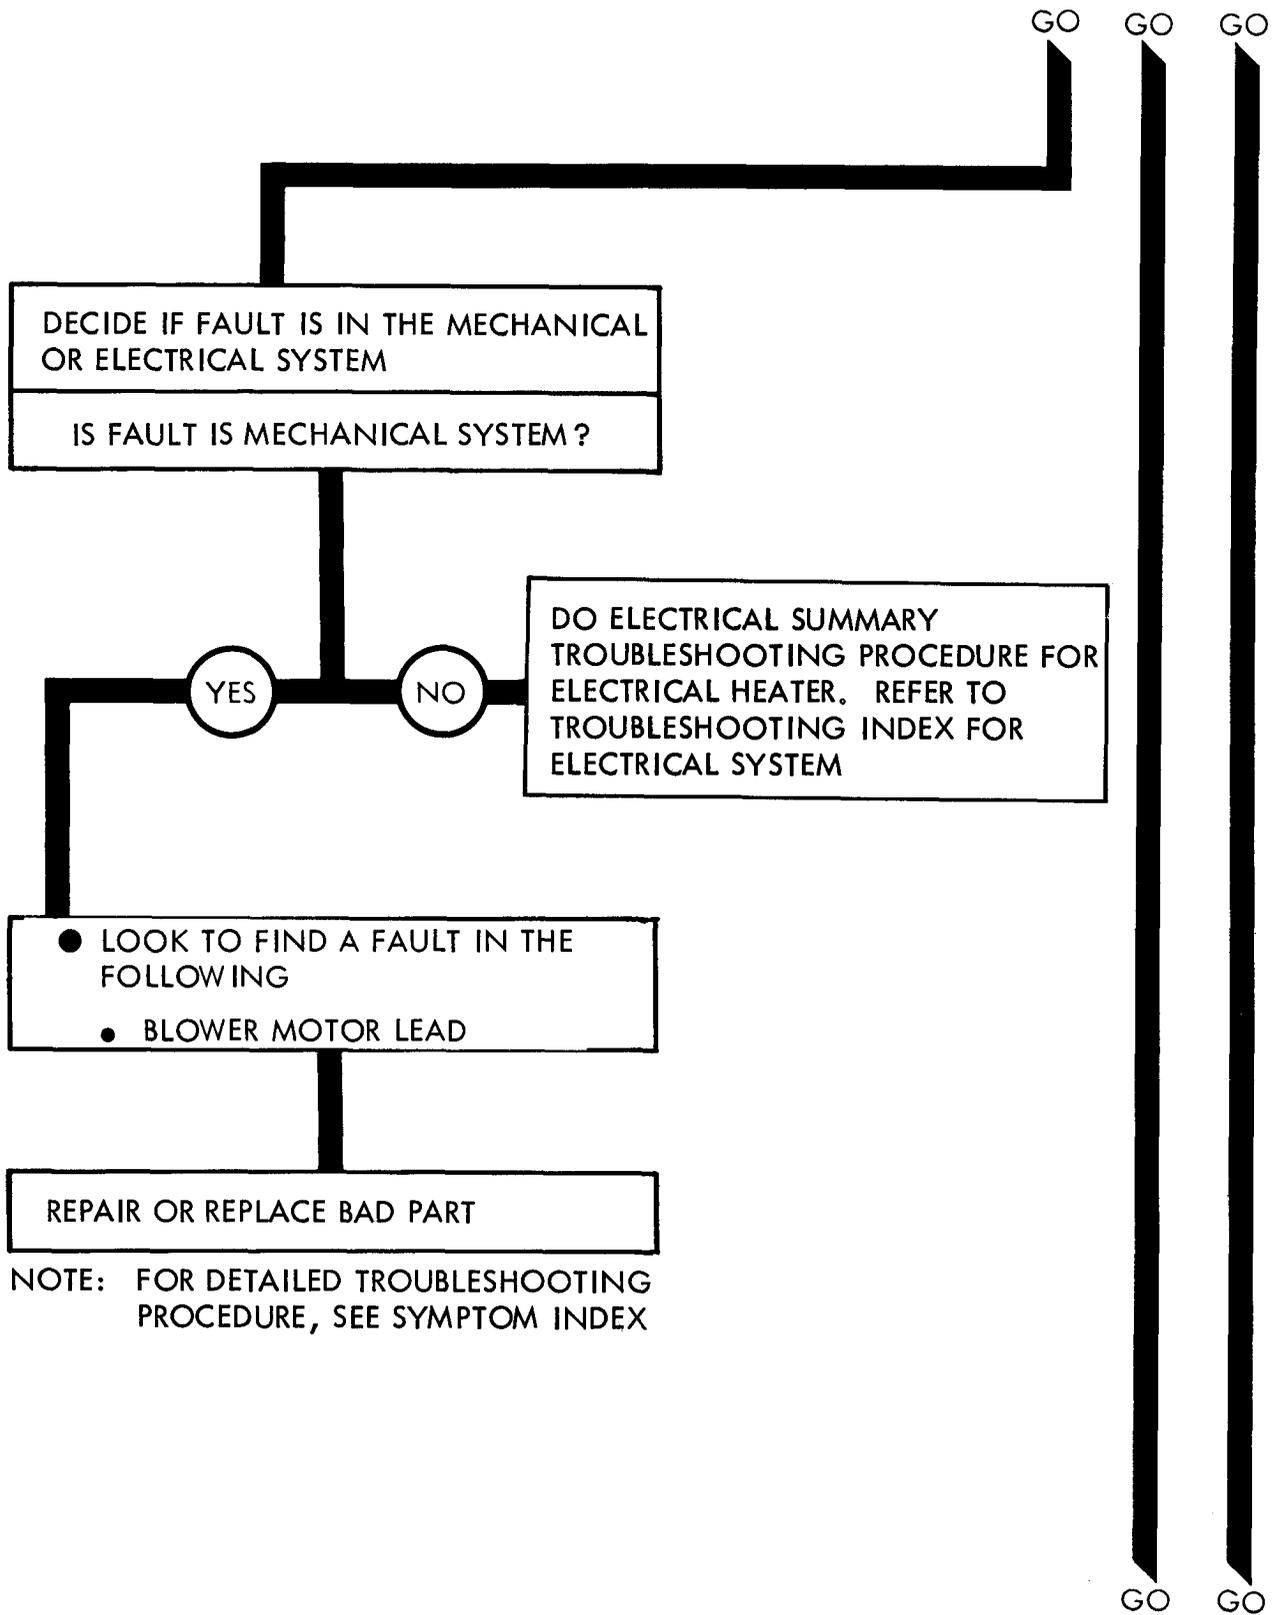 GO GO GO
DECIDE IF FAULT IS IN THE MECHANICAL
OR ELECTRICAL SYSTEM
IS FAULT IS MECHANICAL SYSTEM?
YES
NO
DO ELECTRICAL SUMMARY
TROUBLESHOOTING PROCEDURE FOR
ELECTRICAL HEATER. REFER TO
TROUBLESHOOTING INDEX FOR
ELECTRICAL SYSTEM
● LOOK TO FIND A FAULT IN THE
FOLLOWING
● BLOWER MOTOR LEAD
REPAIR OR REPLACE BAD PART
NOTE: FOR DETAILED TROUBLESHOOTING
PROCEDURE, SEE SYMPTOM INDEX
GO GO